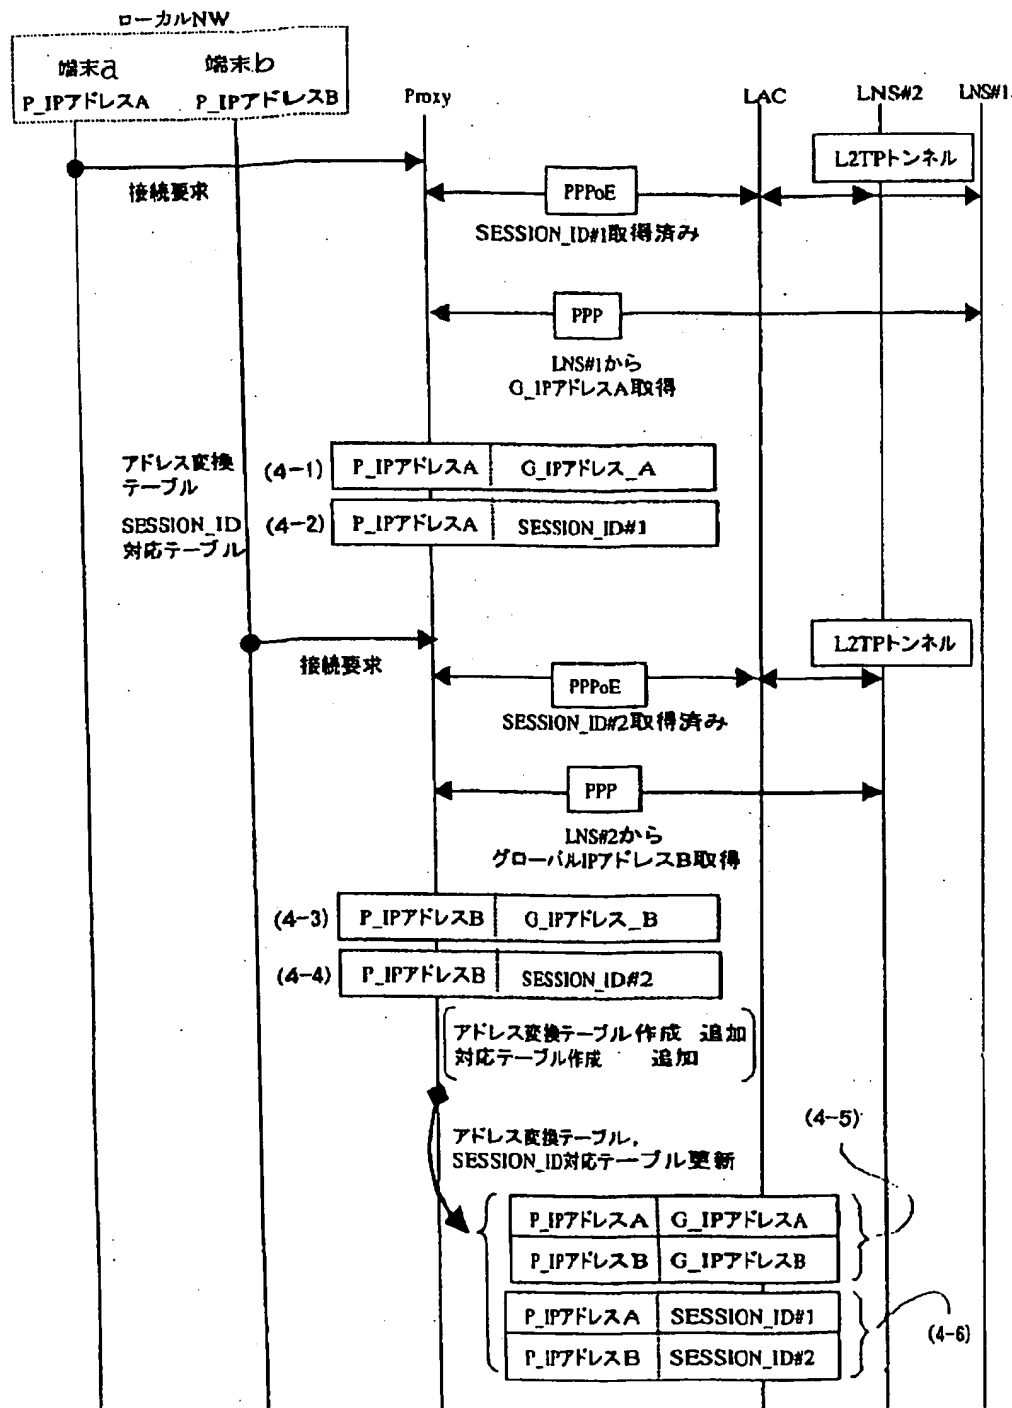 ローカルNW
端末a 端末b
P_IPアドレスA P_IPアドレスB
Proxy LAC LNS#2 LNS#1
L2TPトンネル
接続要求
PPPoE
SESSION_ID#1取得済み
PPP
LNS#1から
G_IPアドレスA取得
アドレス変換
テーブル
(4-1) P_IPアドレスA G_IPアドレス_A
SESSION_ID
対応テーブル
(4-2) P_IPアドレスA SESSION_ID#1
L2TPトンネル
接続要求
PPPoE
SESSION_ID#2取得済み
PPP
LNS#2から
グローバルIPアドレスB取得
(4-3) P_IPアドレスB G_IPアドレス_B
(4-4) P_IPアドレスB SESSION_ID#2
アドレス変換テーブル作成 追加
対応テーブル作成 追加
(4-5)
アドレス変換テーブル,
SESSION_ID対応テーブル更新
P_IPアドレスA G_IPアドレスA
P_IPアドレスB G_IPアドレスB
P_IPアドレスA SESSION_ID#1
P_IPアドレスB SESSION_ID#2
(4-6)